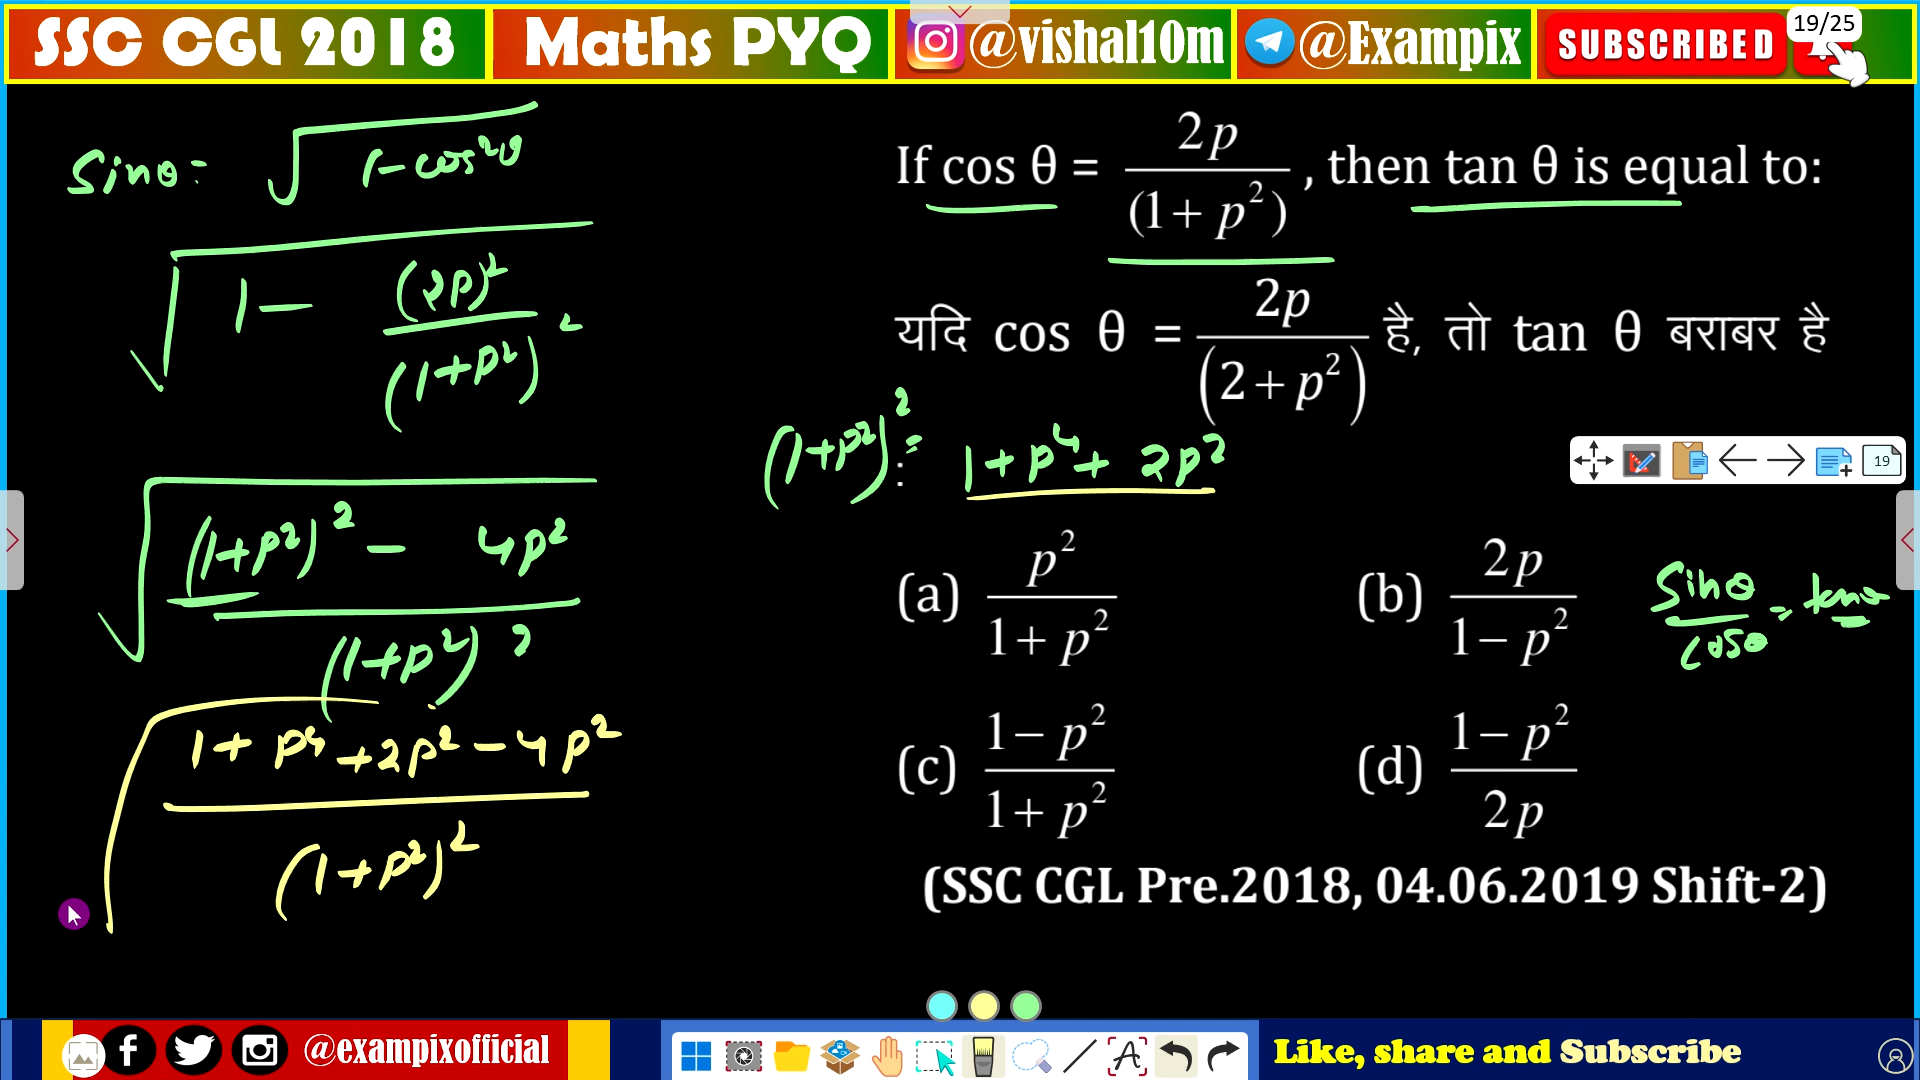 SSC CGL 2018 Maths PYQ @vishal10m @Exampix SUBSCRIBED 19/25
Sinθ = √(1-cos²θ)
√(1 - (2p)²/(1+p²)²)
√(((1+p²)² - 4p²)/(1+p²)²)
√((1+p⁴+2p²-4p²)/(1+p²)²)
If cos θ = 2p/(1+p²), then tan θ is equal to:
यदि cos θ = 2p/(2+p²) है, तो tan θ बराबर है
:
(1+p²)² = 1+p⁴+2p²
19
(a) p²/(1+p²) (b) 2p/(1-p²)
Sinθ/cosθ = tanθ
(c) (1-p²)/(1+p²) (d) (1-p²)/2p
(SSC CGL Pre.2018, 04.06.2019 Shift-2)
@exampixofficial
Like, share and Subscribe